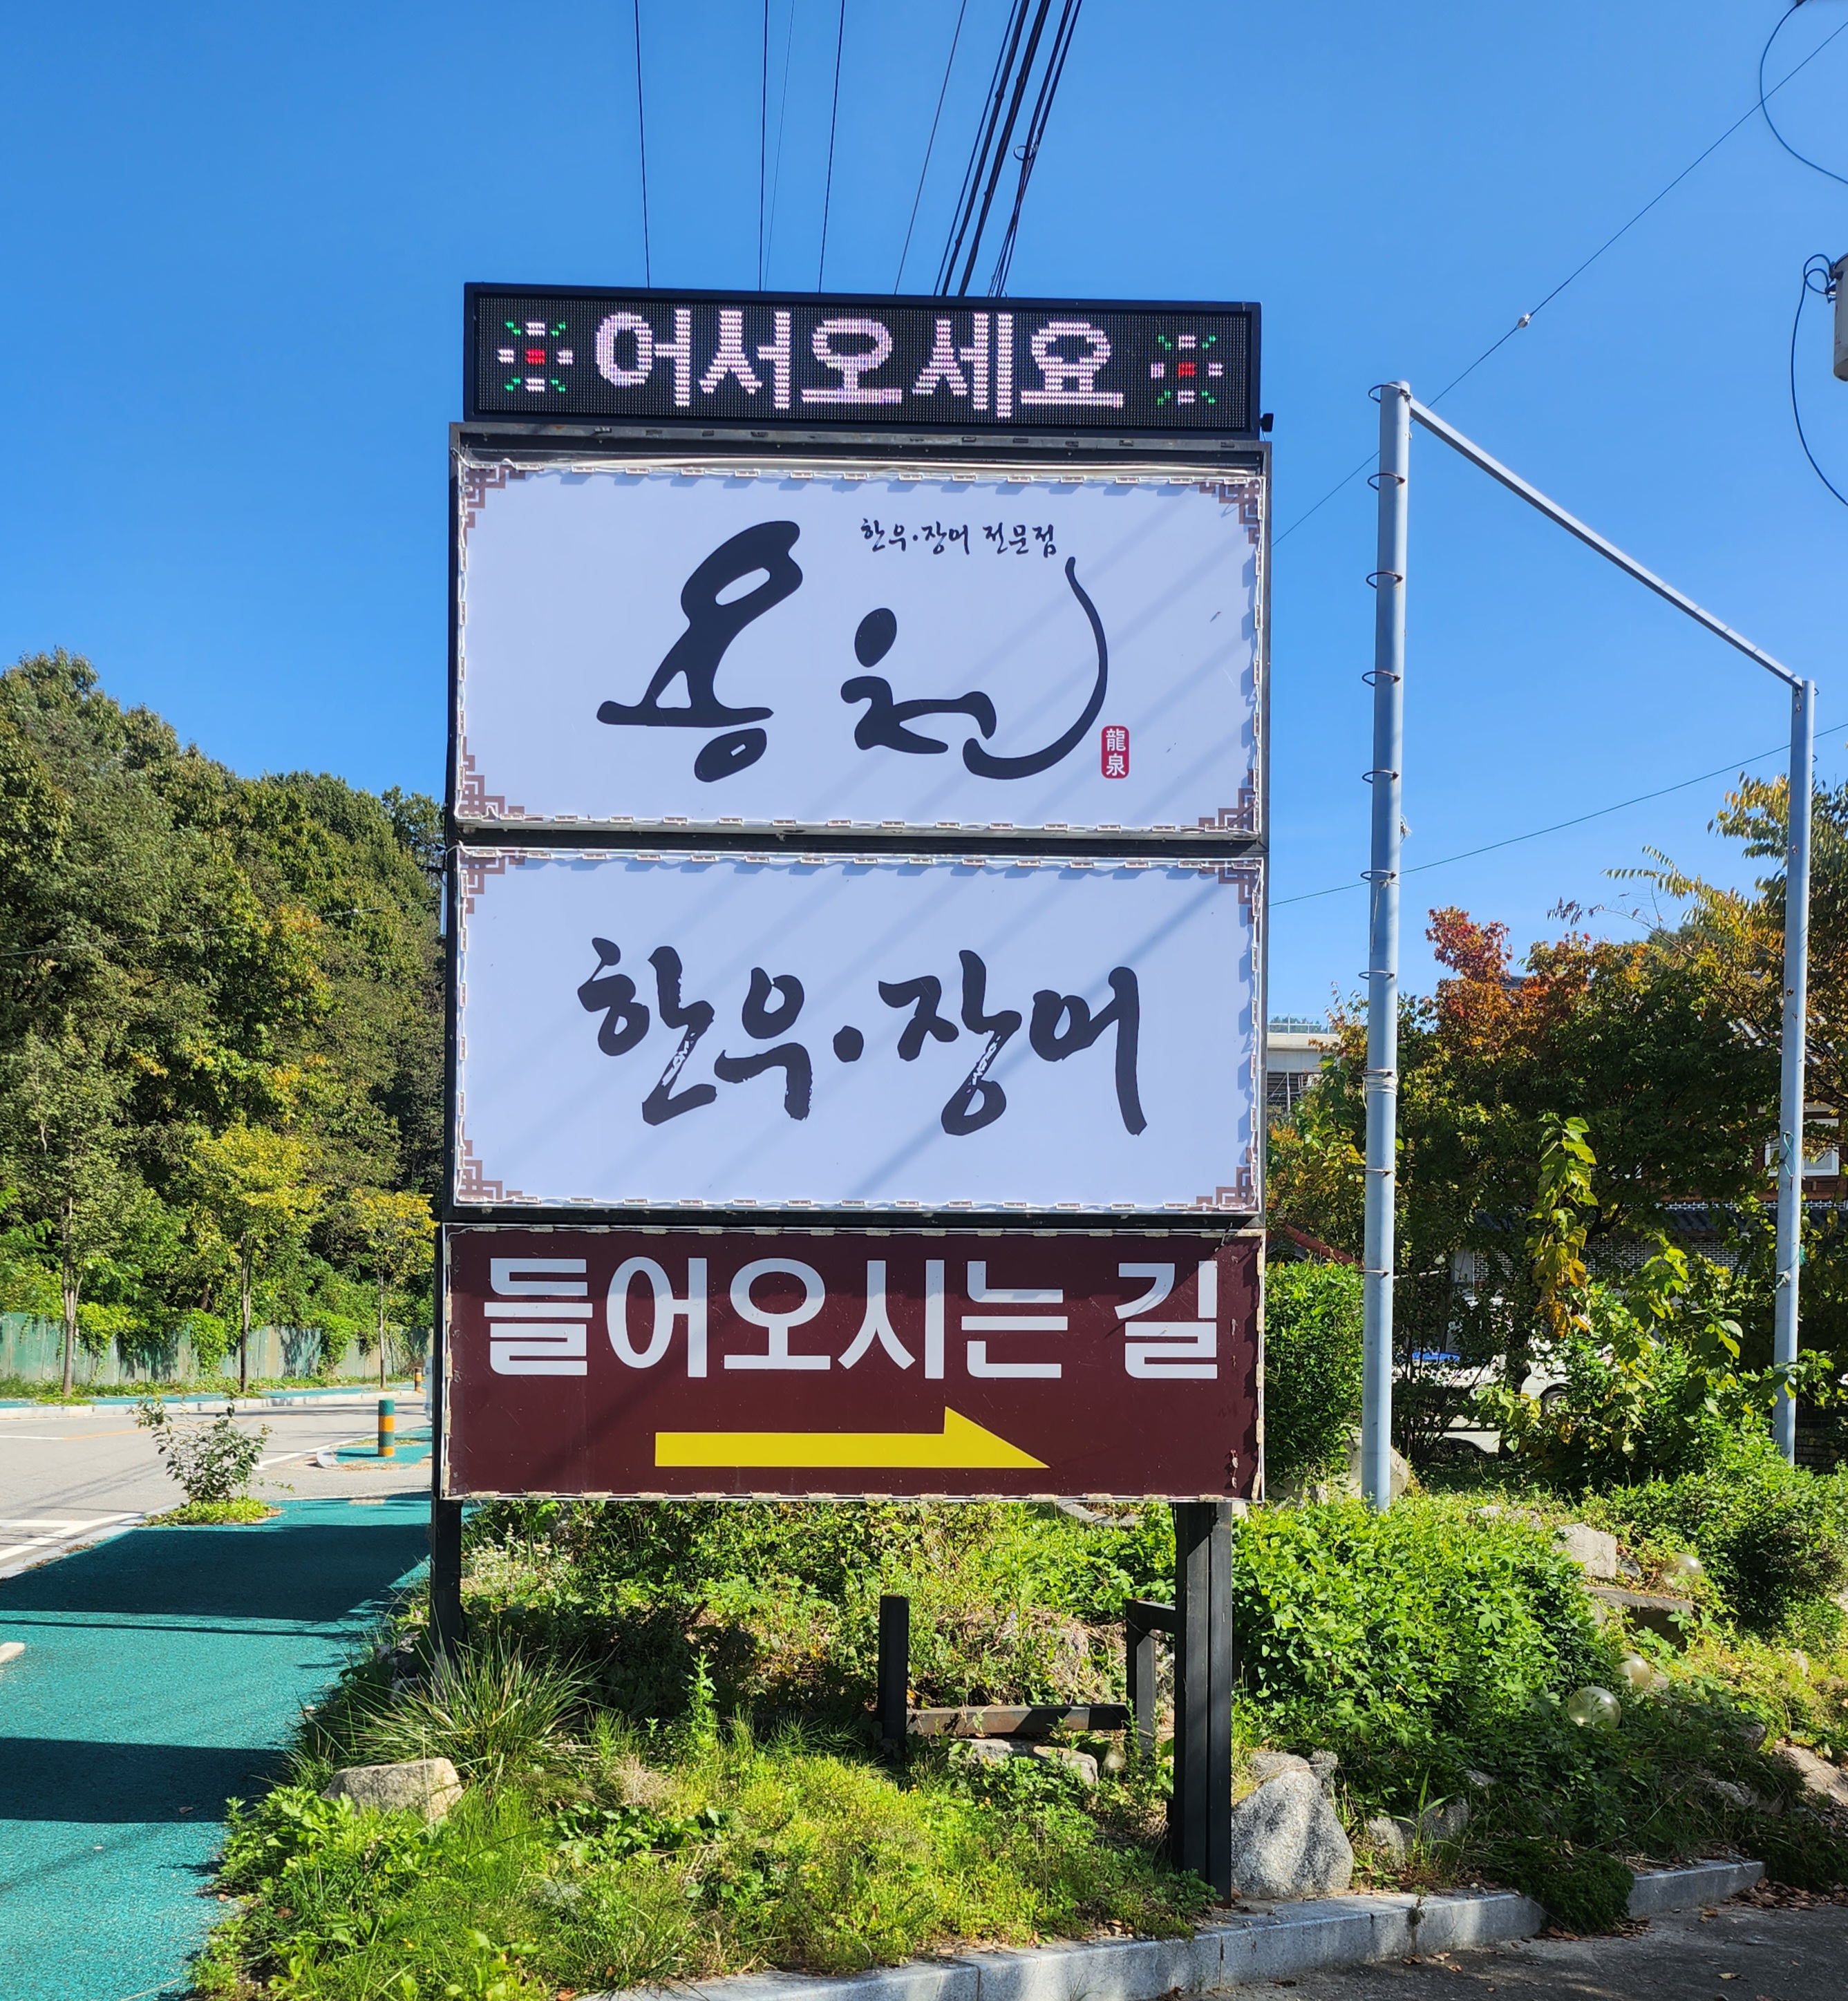 어서오세요
한우·장어 전문점
용천
龍泉
한우·장어
들어오시는 길